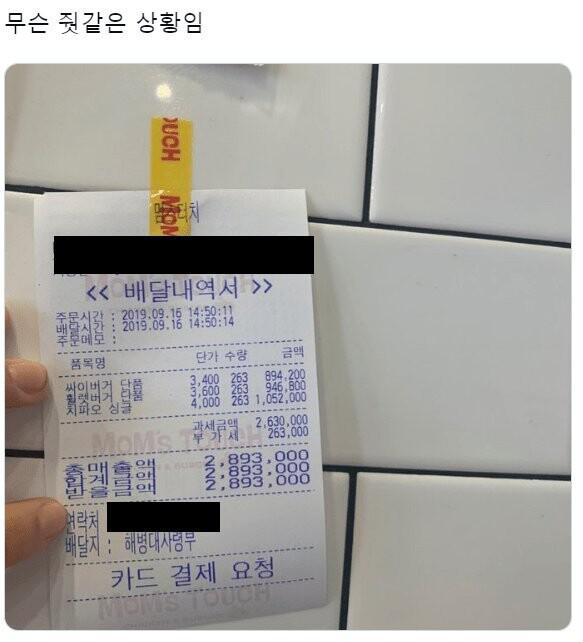 무슨 줮같은 상황임
MOM'S TOUCH
맘스터치
<< 배달내역서 >>
주문시간 : 2019.09.16 14:50:11
배달시간 : 2019.09.16 14:50:14
주문메모 :
품목명 단가 수량 금액
싸이버거 단품 3,400 263 894,200
휠렛버거 단품 3,600 263 946,800
치파오 싱글 4,000 263 1,052,000
과세금액 2,630,000
부 가 세 263,000
총매출액 2,893,000
합계금액 2,893,000
받을금액 2,893,000
연락처
배달지 : 해병대사령부
카드 결제 요청
MOM'S TOUCH